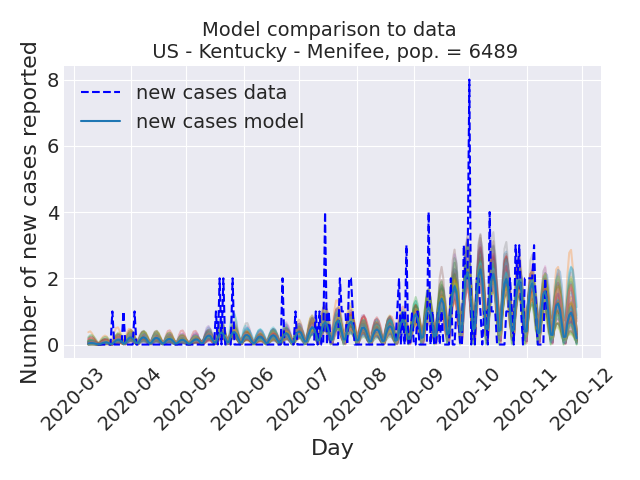 Model comparison to data
US - Kentucky - Menifee, pop. = 6489
Number of new cases reported
8
6
4
2
0
new cases data
new cases model
2020-03
2020-04
2020-05
2020-06
2020-07
2020-08
2020-09
2020-10
2020-11
2020-12
Day